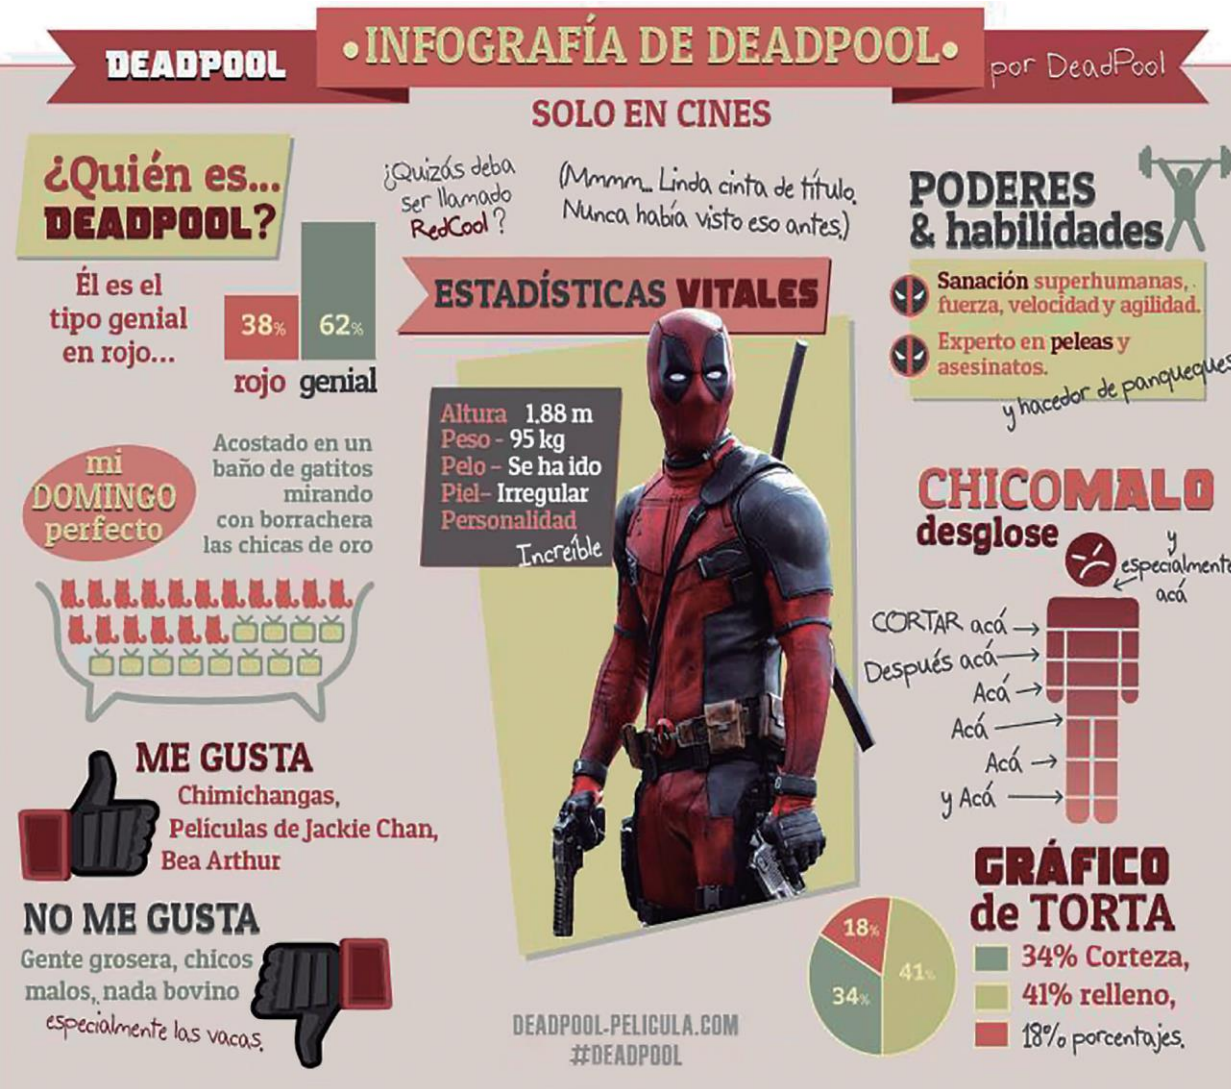 DEADPOOL
•INFOGRAFÍA DE DEADPOOL•
por DeadPool
SOLO EN CINES
¿Quién es...
DEADPOOL?
Él es el
tipo genial
en rojo...
38%
62%
rojo genial
¡Quizás deba
ser llamado
RedCool?
(Mmmm... Linda cinta de título.
Nunca había visto eso antes.)
ESTADÍSTICAS VITALES
Altura 1.88 m
Peso - 95 kg
Pelo - Se ha ido
Piel- Irregular
Personalidad
Increíble
PODERES
& habilidades
Sanación superhumanas,
fuerza, velocidad y agilidad.
Experto en peleas y
asesinatos.
y hacedor de panqueques
mi
DOMINGO
perfecto
Acostado en un
baño de gatitos
mirando
con borrachera
las chicas de oro
CHICOMALO
desglose
y
especialmente
acá
CORTAR acá
Después acá
Acá
Acá
Acá
y Acá
ME GUSTA
Chimichangas,
Películas de Jackie Chan,
Bea Arthur
NO ME GUSTA
Gente grosera, chicos
malos, nada bovino
especialmente las vacas.
GRÁFICO
de TORTA
34% Corteza,
41% relleno,
18% porcentajes.
18%
41%
34%
DEADPOOL-PELICULA.COM
#DEADPOOL